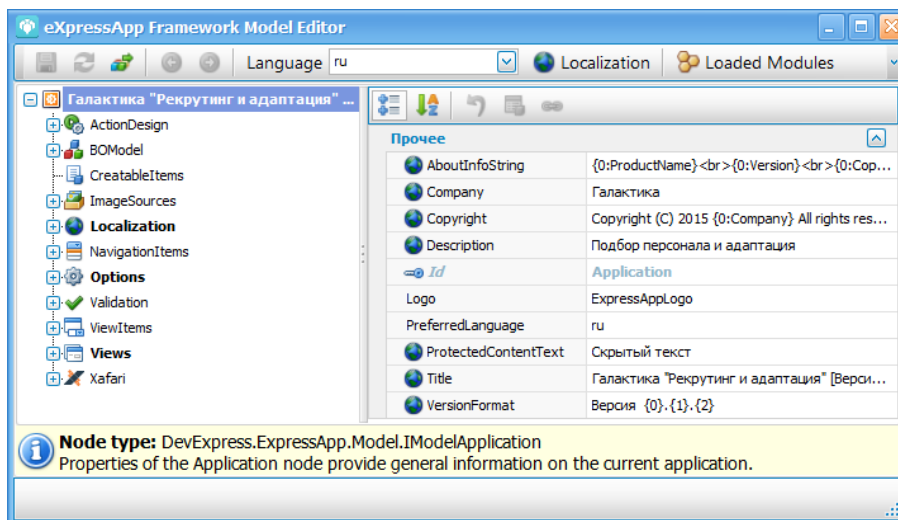 eXpressApp Framework Model Editor
Language ru Localization Loaded Modules
Галактика "Рекрутинг и адаптация" ...
ActionDesign
BOModel
CreatableItems
ImageSources
Localization
NavigationItems
Options
Validation
ViewItems
Views
Xafari
Прочее
AboutInfoString {0:ProductName}<br>{0:Version}<br>{0:Cop...
Company Галактика
Copyright Copyright (C) 2015 {0:Company} All rights res...
Description Подбор персонала и адаптация
Id Application
Logo ExpressAppLogo
PreferredLanguage ru
ProtectedContentText Скрытый текст
Title Галактика "Рекрутинг и адаптация" [Верси...
VersionFormat Версия {0}.{1}.{2}
Node type: DevExpress.ExpressApp.Model.IModelApplication
Properties of the Application node provide general information on the current application.